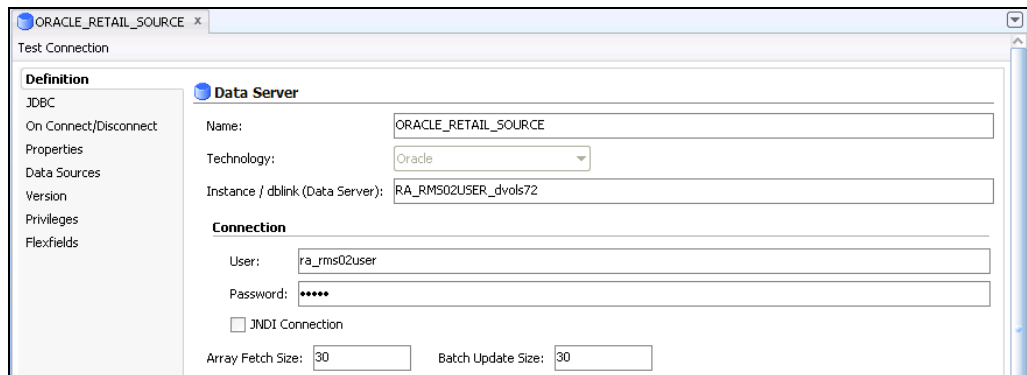 ORACLE_RETAIL_SOURCE x
Test Connection
Definition
JDBC
On Connect/Disconnect
Properties
Data Sources
Version
Privileges
Flexfields
Data Server
Name: ORACLE_RETAIL_SOURCE
Technology: Oracle
Instance / dblink (Data Server): RA_RMS02USER_dvols72
Connection
User: ra_rms02user
Password: •••••
JNDI Connection
Array Fetch Size: 30 Batch Update Size: 30